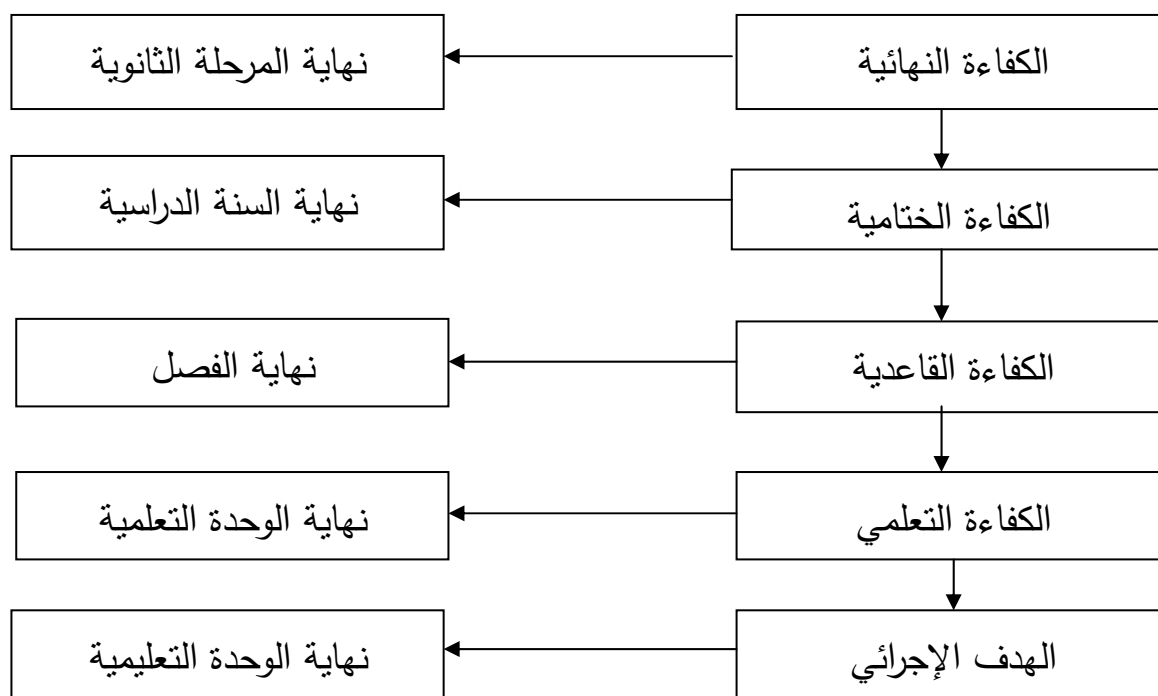 الكفاءة النهائية
نهاية المرحلة الثانوية
الكفاءة الختامية
نهاية السنة الدراسية
الكفاءة القاعدية
نهاية الفصل
الكفاءة التعلمي
نهاية الوحدة التعلمية
الهدف الإجرائي
نهاية الوحدة التعليمية